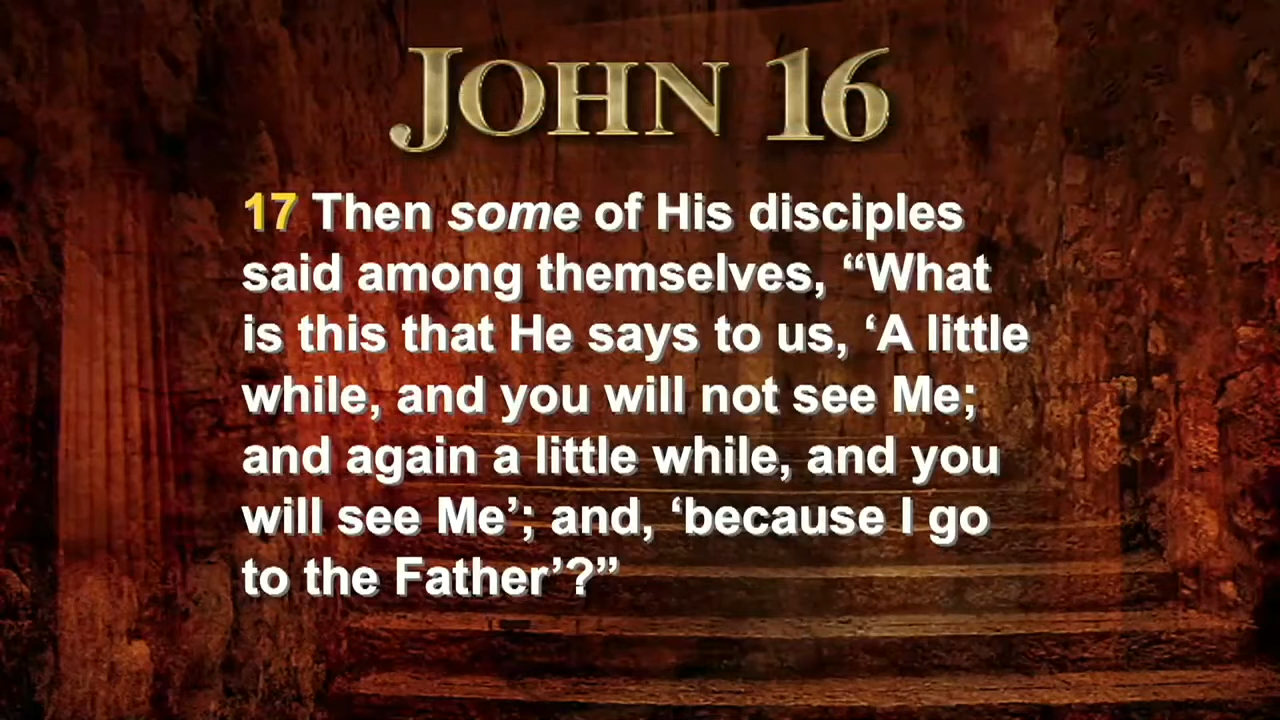 JOHN 16
17 Then some of His disciples
said among themselves, “What
is this that He says to us, ‘A little
while, and you will not see Me;
and again a little while, and you
will see Me’; and, ‘because I go
to the Father’?”